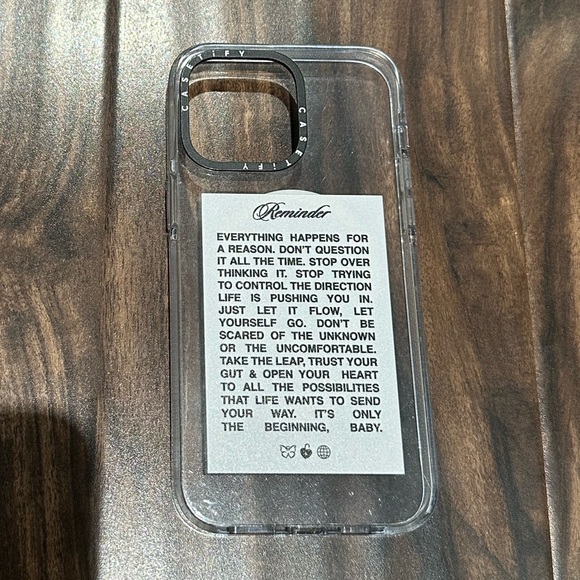 CASETiFY
CASETiFY
Reminder
EVERYTHING HAPPENS FOR
A REASON. DON'T QUESTION
IT ALL THE TIME. STOP OVER
THINKING IT. STOP TRYING
TO CONTROL THE DIRECTION
LIFE IS PUSHING YOU IN.
JUST LET IT FLOW, LET
YOURSELF GO. DON'T BE
SCARED OF THE UNKNOWN
OR THE UNCOMFORTABLE.
TAKE THE LEAP, TRUST YOUR
GUT & OPEN YOUR HEART
TO ALL THE POSSIBILITIES
THAT LIFE WANTS TO SEND
YOUR WAY. IT'S ONLY
THE BEGINNING, BABY.